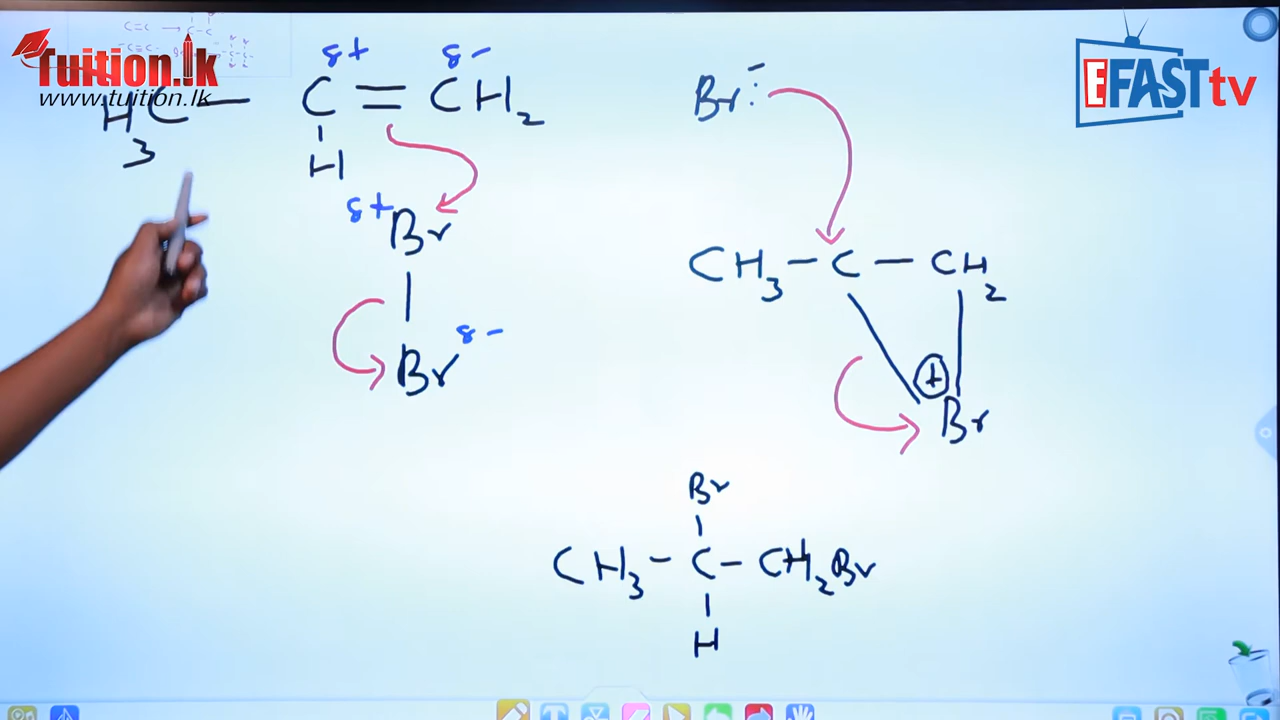 Tuition.lk
www.tuition.lk
EFAST tv
δ+ δ-
H3C — C = CH2
H
δ+
Br
Br δ-
Br:-
CH3 - C - CH2
+
Br
Br
CH3 - C - CH2Br
H